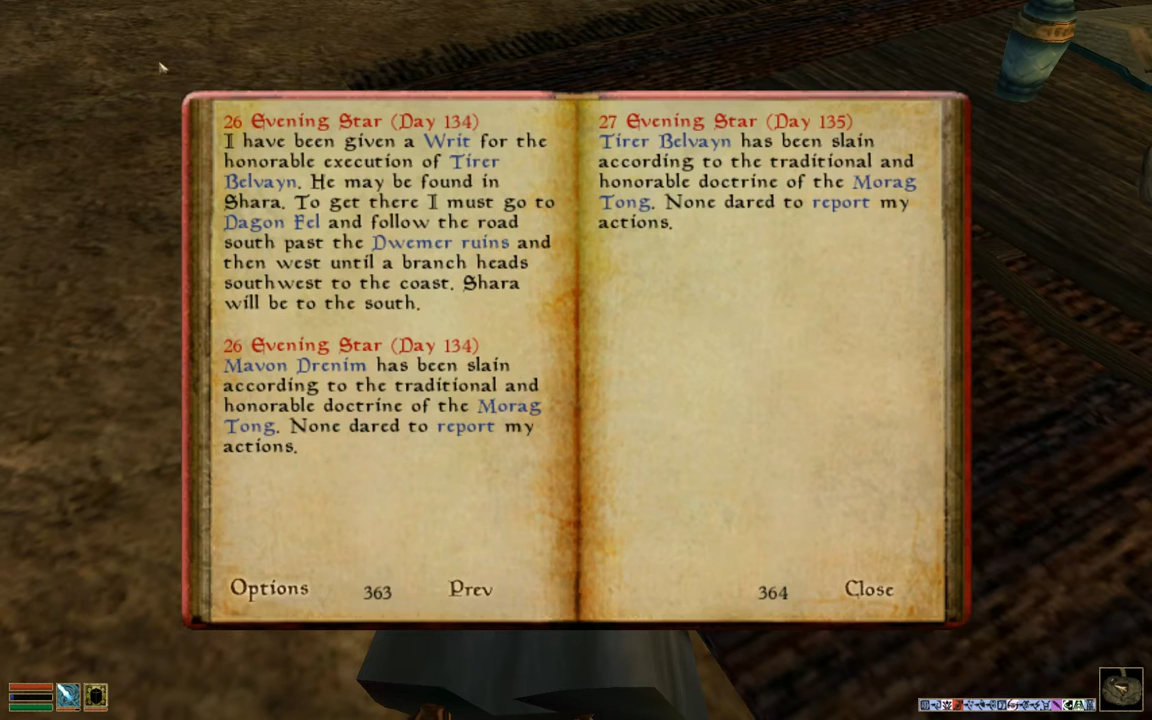 26 Evening Star (Day 134)
I have been given a Writ for the
honorable execution of Tirer
Belvayn. He may be found in
Shara. To get there I must go to
Dagon Fel and follow the road
south past the Dwemer ruins and
then west until a branch heads
southwest to the coast. Shara
will be to the south.
26 Evening Star (Day 134)
Mavon Drenim has been slain
according to the traditional and
honorable doctrine of the Morag
Tong. None dared to report my
actions.
Options
363
Prev
27 Evening Star (Day 135)
Tirer Belvayn has been slain
according to the traditional and
honorable doctrine of the Morag
Tong. None dared to report my
actions.
364
Close